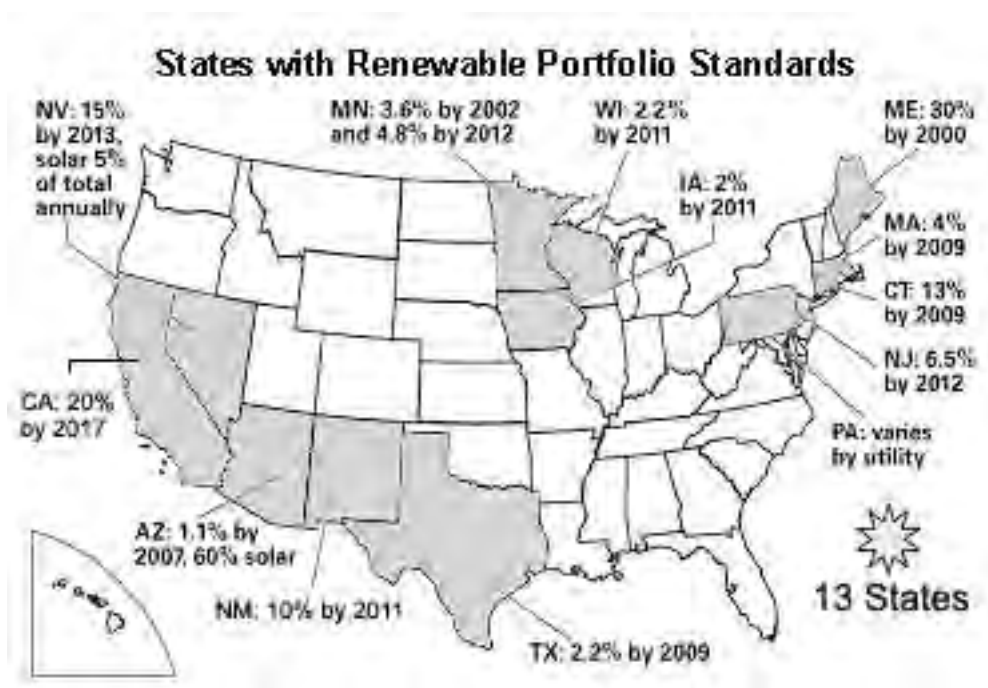 States with Renewable Portfolio Standards
NV: 15%
by 2013,
solar 5%
of total
annually
MN: 3.6% by 2002
and 4.8% by 2012
WI: 2.2%
by 2011
ME: 30%
by 2000
IA: 2%
by 2011
MA: 4%
by 2009
CT: 13%
by 2009
NJ: 6.5%
by 2012
CA: 20%
by 2017
PA: varies
by utility
AZ: 1.1% by
2007, 60% solar
NM: 10% by 2011
13 States
TX: 2.2% by 2009